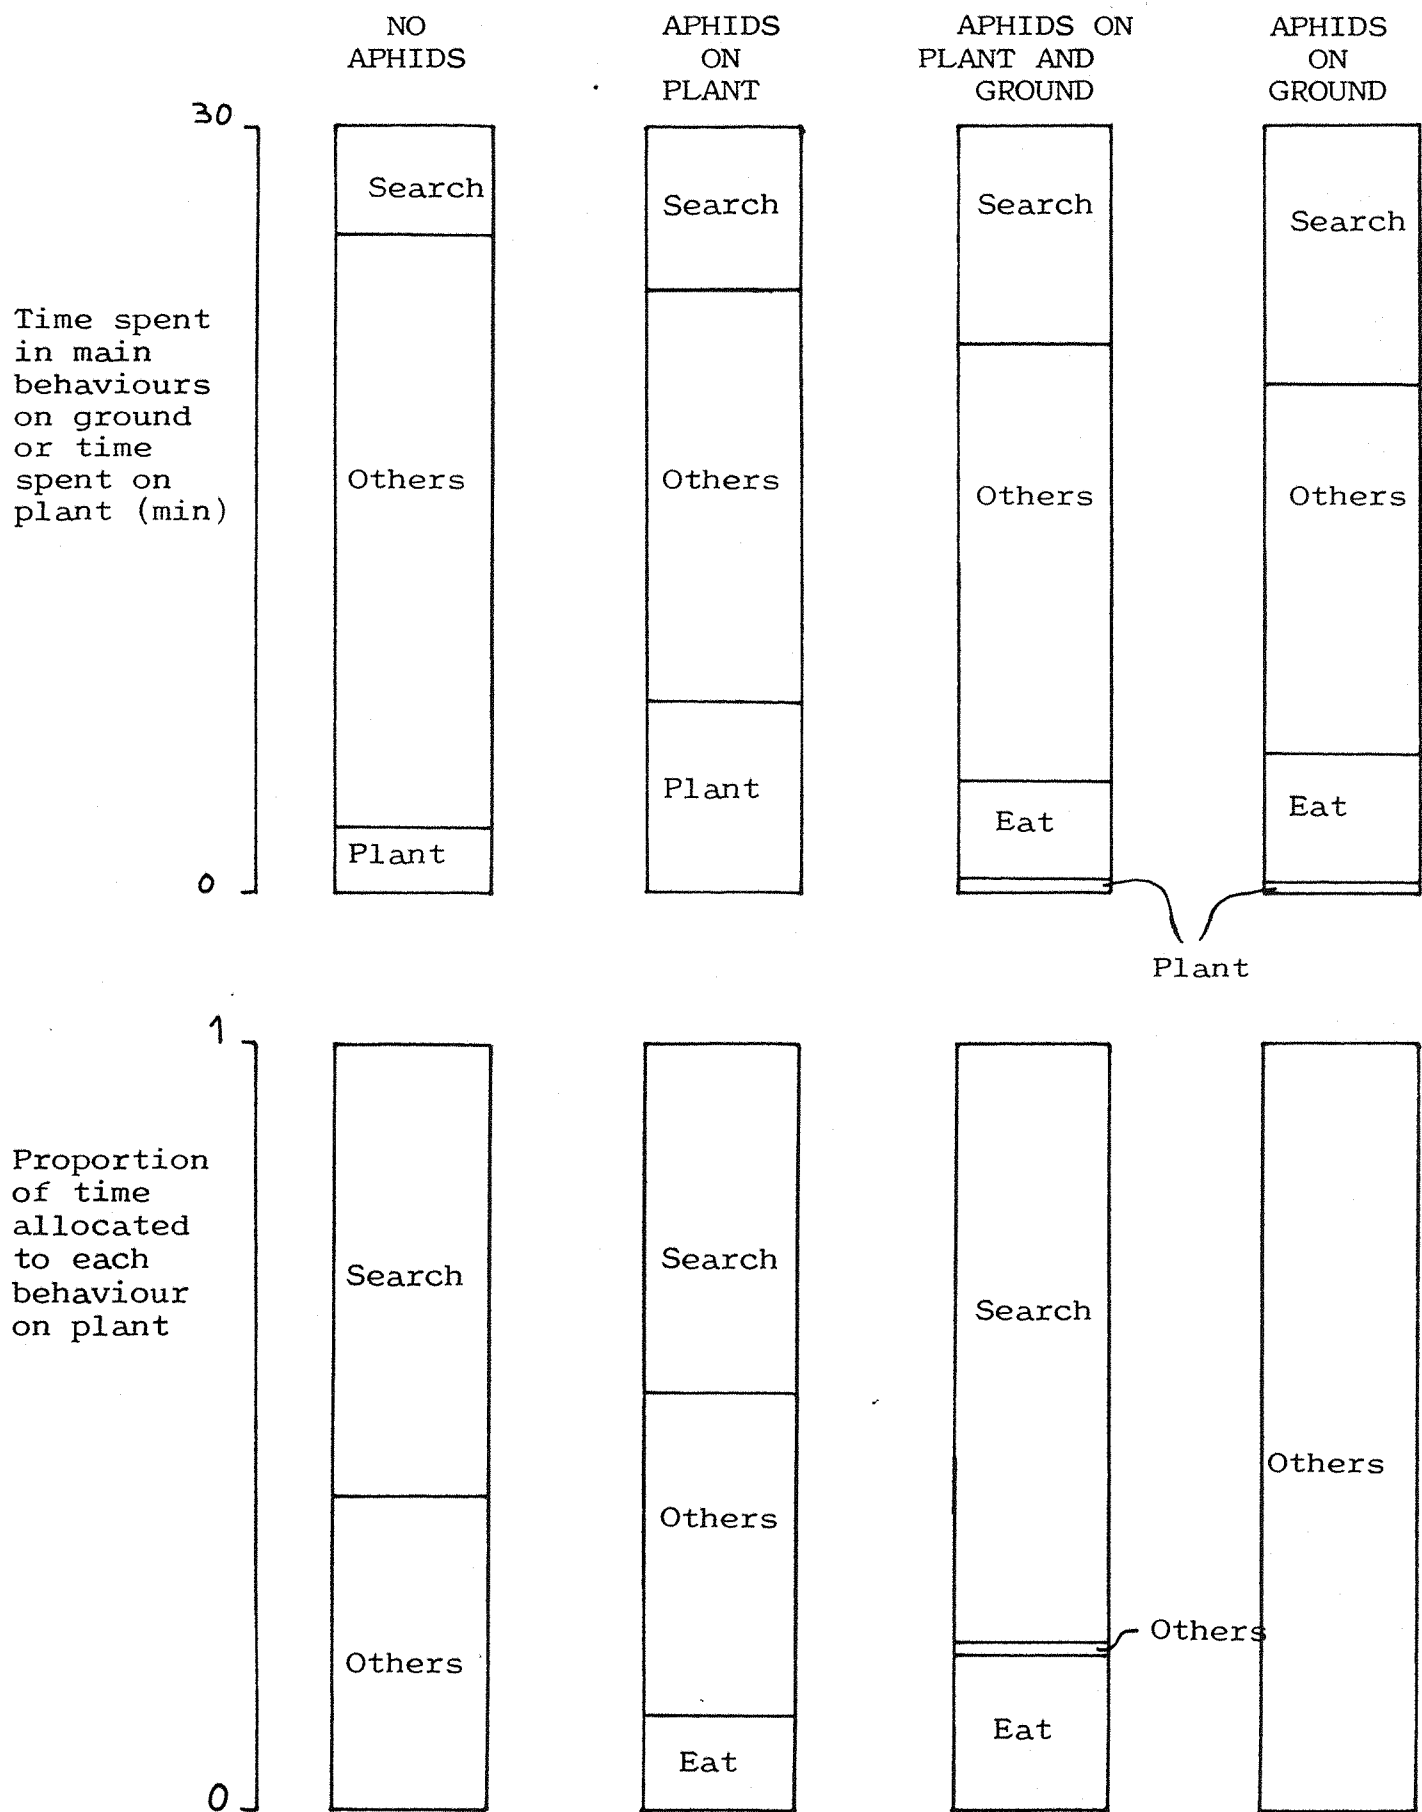 NO
APHIDS
APHIDS
ON
PLANT
APHIDS ON
PLANT AND
GROUND
APHIDS
ON
GROUND
30
Time spent
in main
behaviours
on ground
or time
spent on
plant (min)
0
Search
Others
Plant
Search
Others
Plant
Search
Others
Eat
Search
Others
Eat
Plant
1
Proportion
of time
allocated
to each
behaviour
on plant
0
Search
Others
Search
Others
Eat
Search
Others
Eat
Others